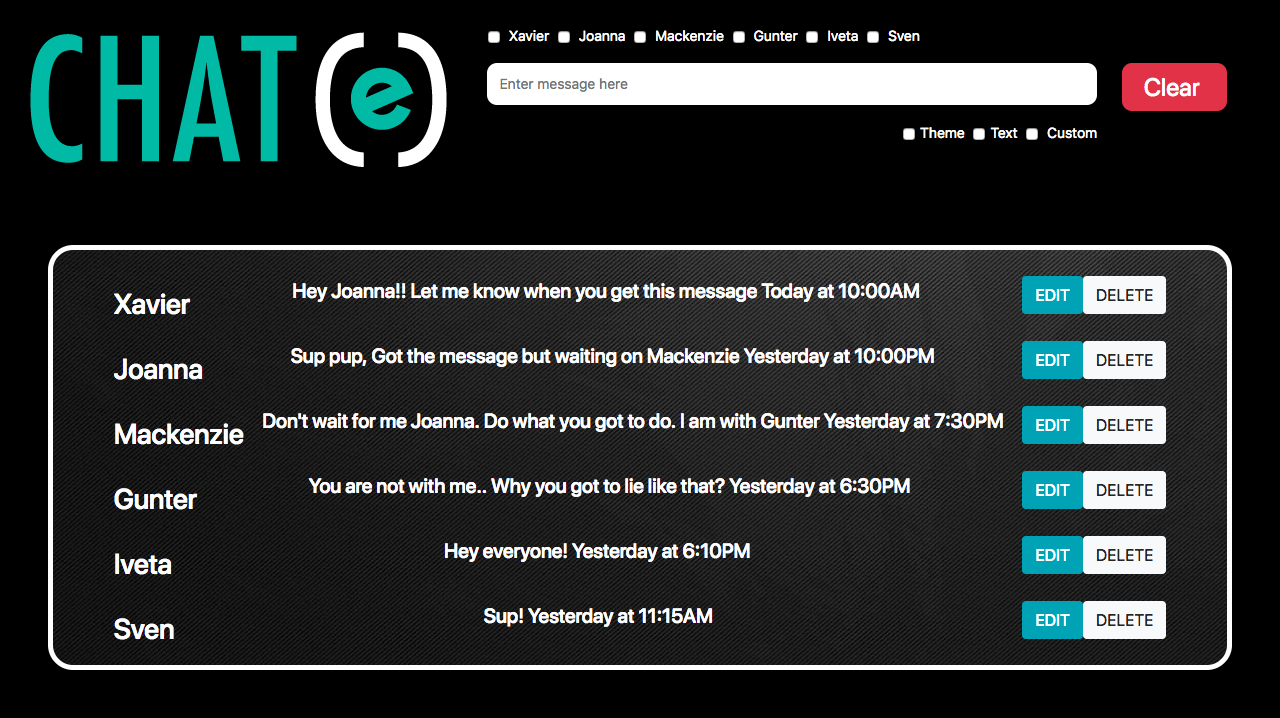 CHAT(e)
Xavier Joanna Mackenzie Gunter Iveta Sven
Enter message here
Clear
Theme Text Custom
Xavier Hey Joanna!! Let me know when you get this message Today at 10:00AM EDIT DELETE
Joanna Sup pup, Got the message but waiting on Mackenzie Yesterday at 10:00PM EDIT DELETE
Mackenzie Don't wait for me Joanna. Do what you got to do. I am with Gunter Yesterday at 7:30PM EDIT DELETE
Gunter You are not with me.. Why you got to lie like that? Yesterday at 6:30PM EDIT DELETE
Iveta Hey everyone! Yesterday at 6:10PM EDIT DELETE
Sven Sup! Yesterday at 11:15AM EDIT DELETE